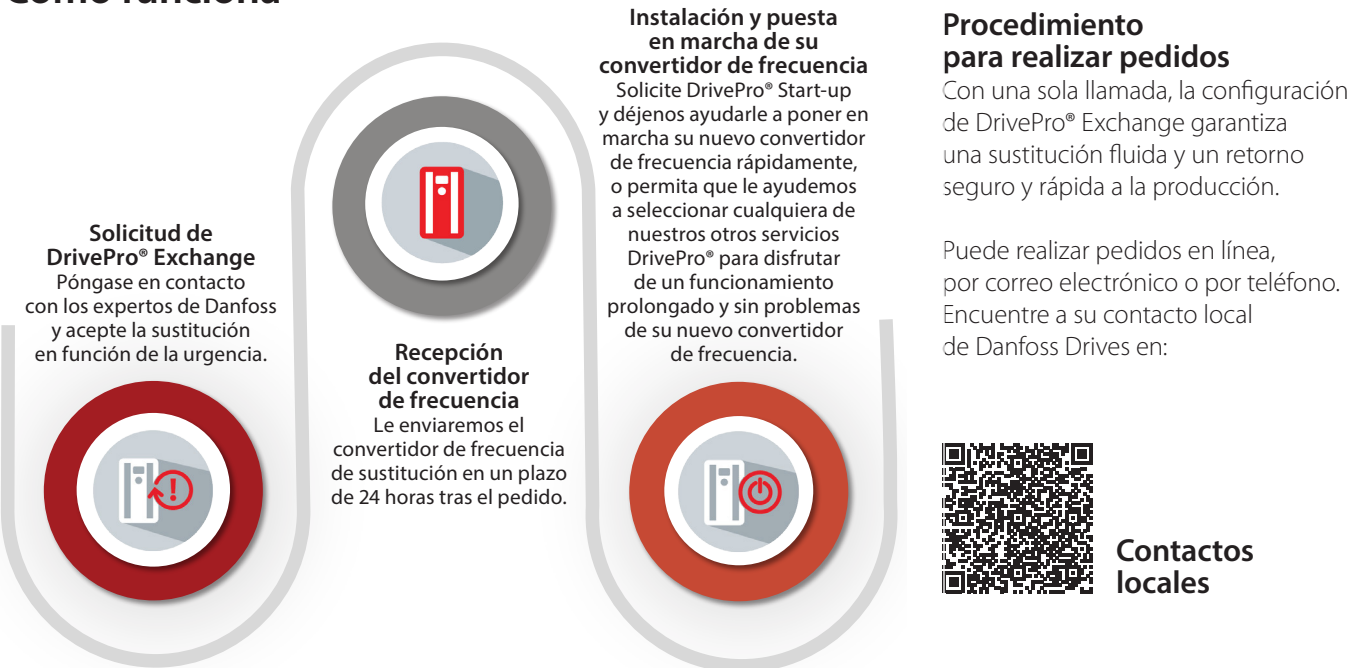 Cómo funciona
Solicitud de
DrivePro® Exchange
Póngase en contacto
con los expertos de Danfoss
y acepte la sustitución
en función de la urgencia.
Recepción
del convertidor
de frecuencia
Le enviaremos el
convertidor de frecuencia
de sustitución en un plazo
de 24 horas tras el pedido.
Instalación y puesta
en marcha de su
convertidor de frecuencia
Solicite DrivePro® Start-up
y déjenos ayudarle a poner en
marcha su nuevo convertidor
de frecuencia rápidamente,
o permita que le ayudemos
a seleccionar cualquiera de
nuestros otros servicios
DrivePro® para disfrutar
de un funcionamiento
prolongado y sin problemas
de su nuevo convertidor
de frecuencia.
Procedimiento
para realizar pedidos
Con una sola llamada, la configuración
de DrivePro® Exchange garantiza
una sustitución fluida y un retorno
seguro y rápida a la producción.
Puede realizar pedidos en línea,
por correo electrónico o por teléfono.
Encuentre a su contacto local
de Danfoss Drives en:
Contactos
locales